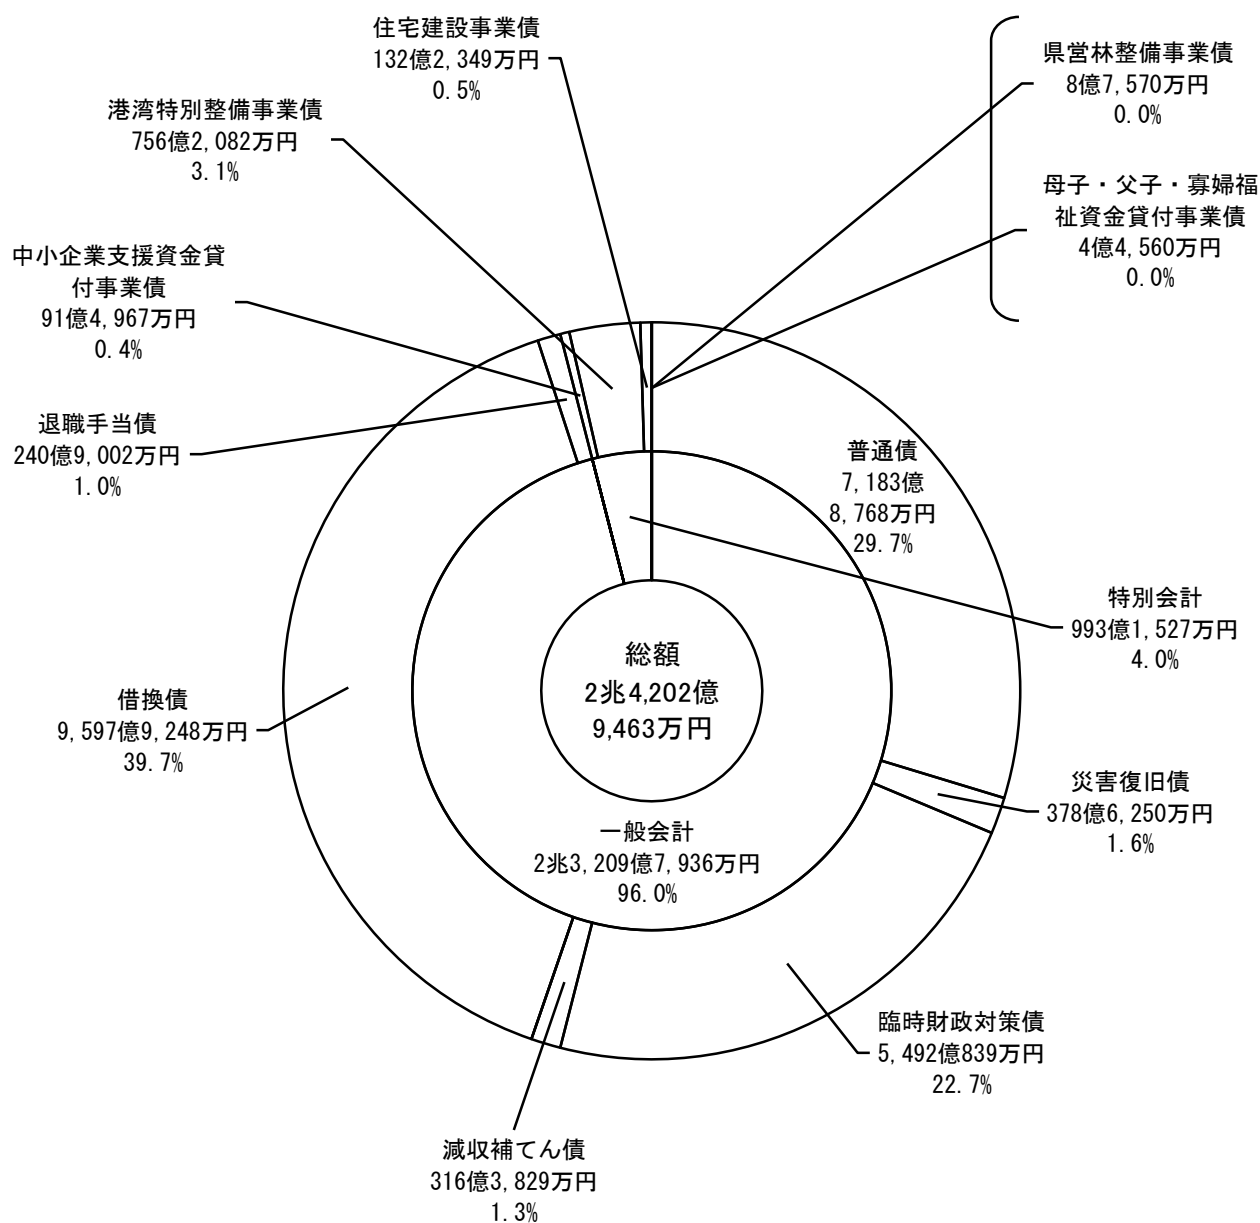 住宅建設事業債
132億2,349万円
0.5%
県営林整備事業債
8億7,570万円
0.0%
港湾特別整備事業債
756億2,082万円
3.1%
母子・父子・寡婦福
祉資金貸付事業債
4億4,560万円
0.0%
中小企業支援資金貸
付事業債
91億4,967万円
0.4%
退職手当債
240億9,002万円
1.0%
普通債
7,183億
8,768万円
29.7%
特別会計
993億1,527万円
4.0%
総額
2兆4,202億
9,463万円
借換債
9,597億9,248万円
39.7%
災害復旧債
378億6,250万円
1.6%
一般会計
2兆3,209億7,936万円
96.0%
臨時財政対策債
5,492億839万円
22.7%
減収補てん債
316億3,829万円
1.3%